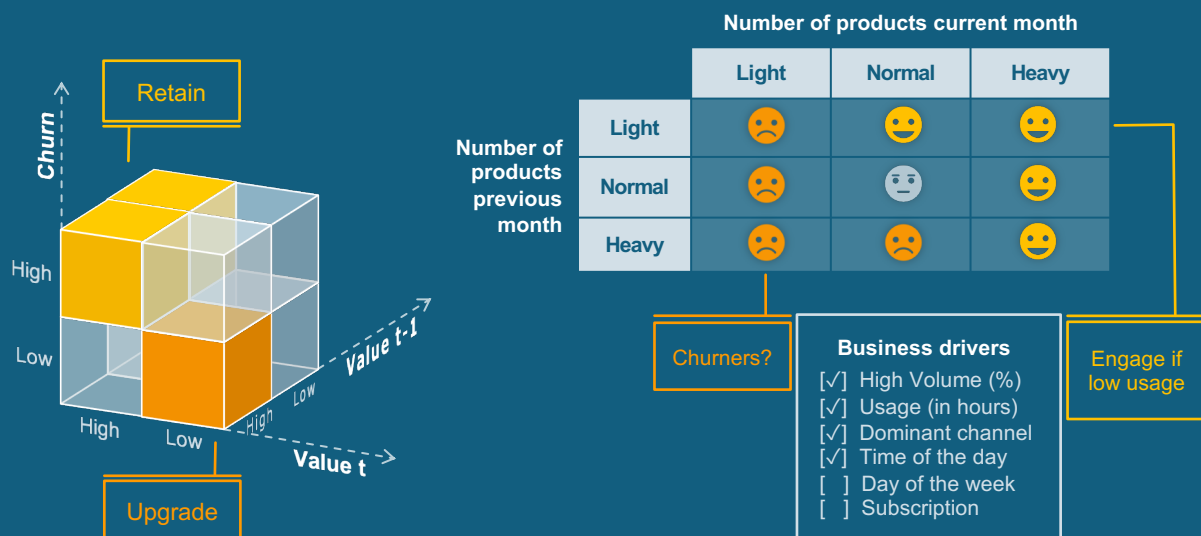 Retain
Churn
High
Low
High
Low
High
Low
Value t-1
Value t
Upgrade
Number of products current month
Light
Normal
Heavy
Number of
products
previous
month
Light
Normal
Heavy
Churners?
Business drivers
[✓] High Volume (%)
[✓] Usage (in hours)
[✓] Dominant channel
[✓] Time of the day
[ ] Day of the week
[ ] Subscription
Engage if
low usage